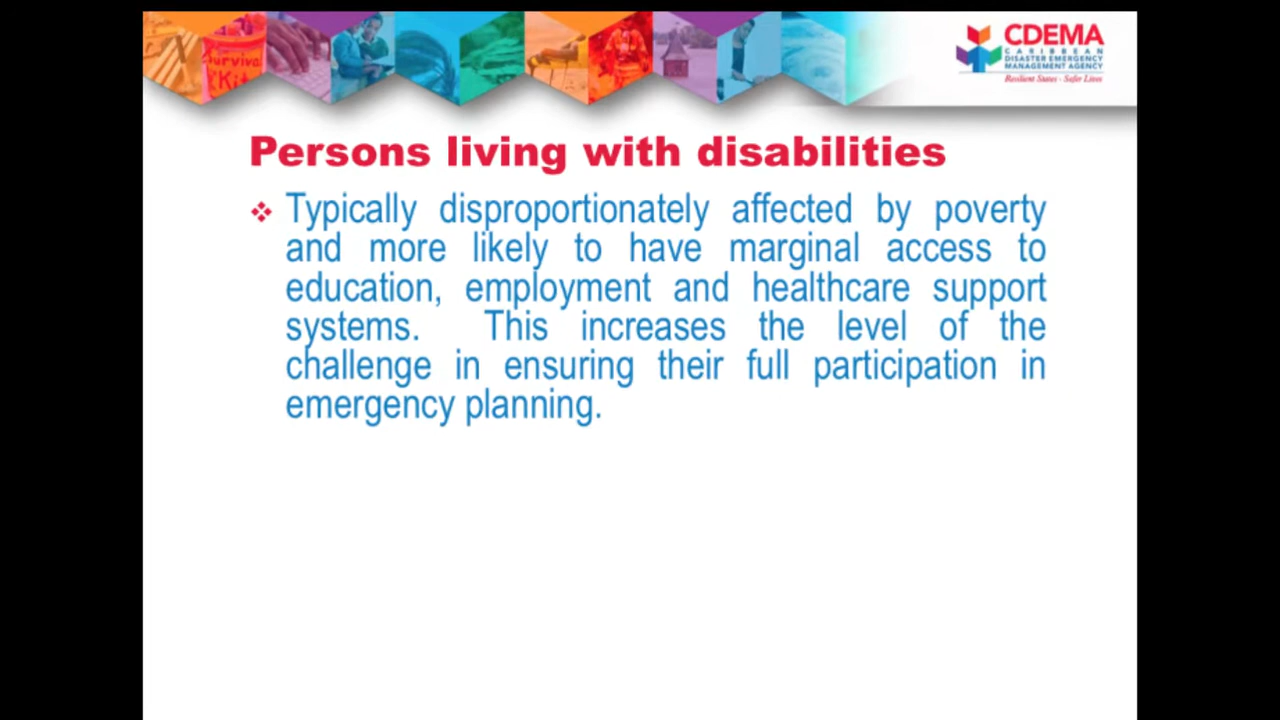 Survival
Kit
CDEMA
CARIBBEAN
DISASTER EMERGENCY
MANAGEMENT AGENCY
Resilient States - Safer Lives
Persons living with disabilities
Typically disproportionately affected by poverty
and more likely to have marginal access to
education, employment and healthcare support
systems. This increases the level of the
challenge in ensuring their full participation in
emergency planning.